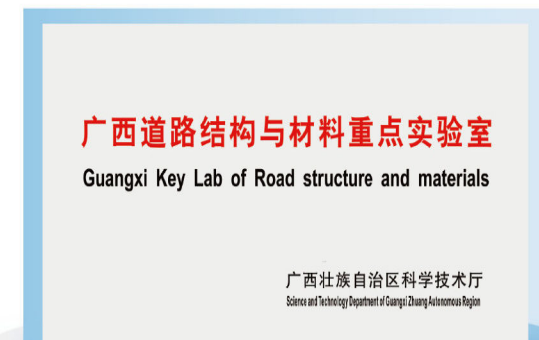 广西道路结构与材料重点实验室
Guangxi Key Lab of Road structure and materials
广西壮族自治区科学技术厅
Science and Technology Department of Guangxi Zhuang Autonomous Region